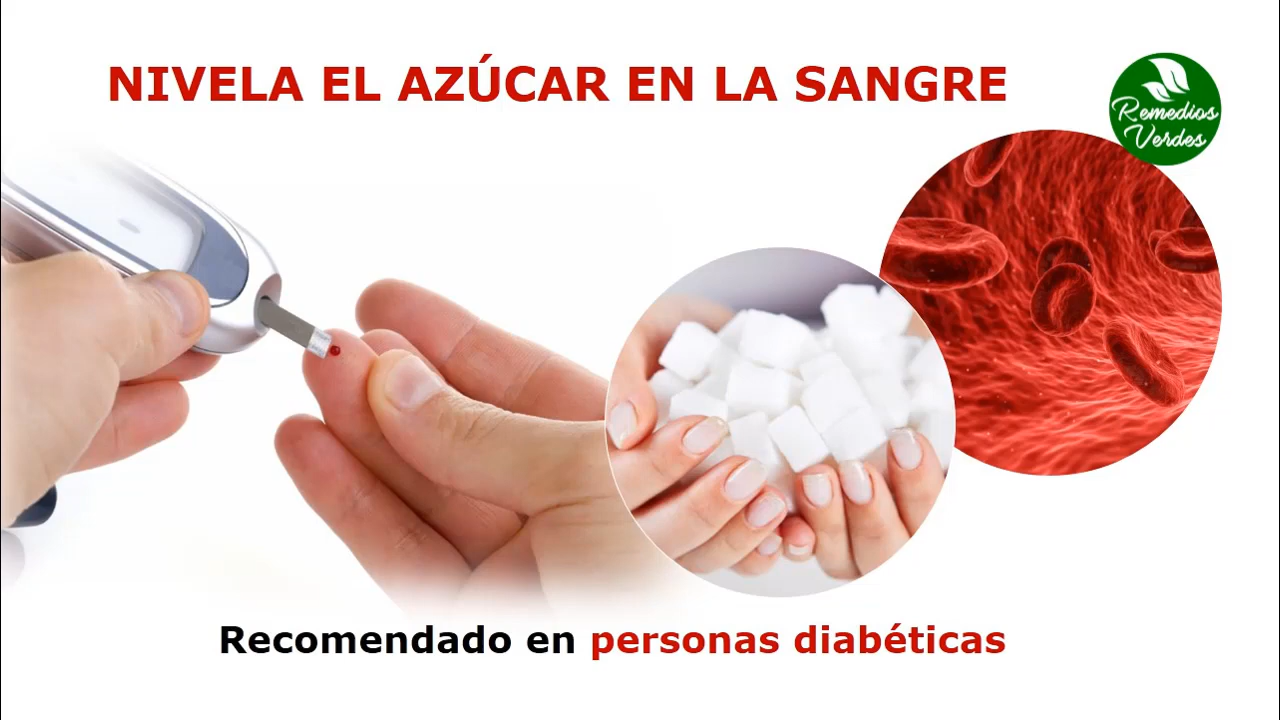 NIVELA EL AZÚCAR EN LA SANGRE
Remedios
Verdes
Recomendado en personas diabéticas